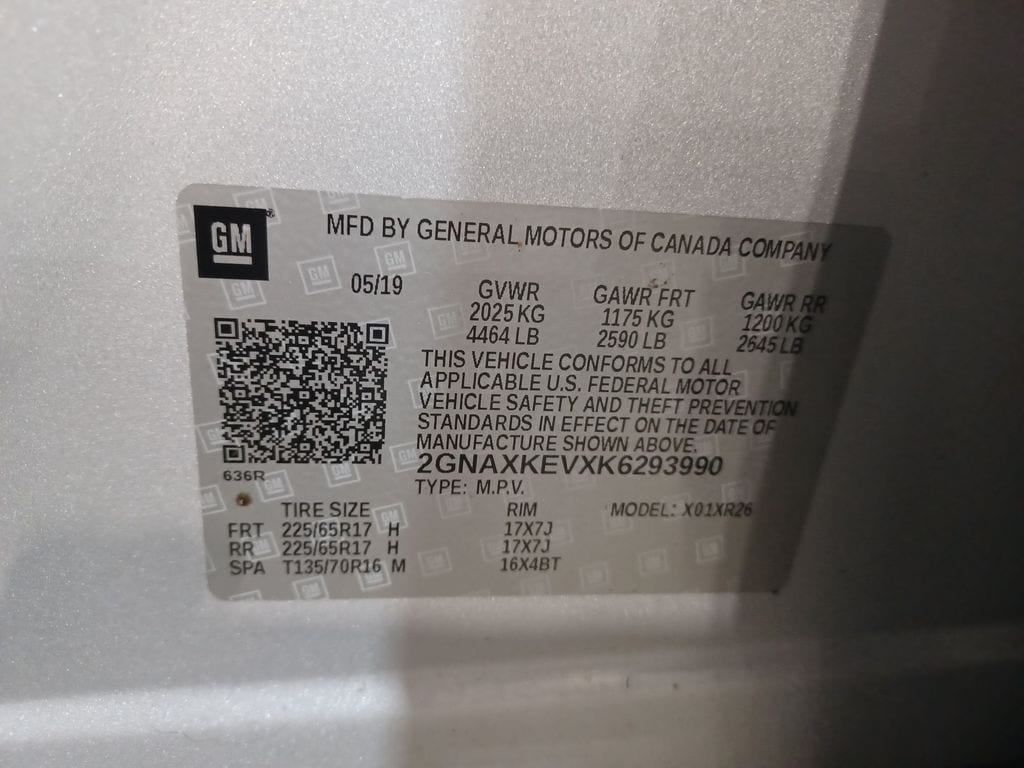 GM
MFD BY GENERAL MOTORS OF CANADA COMPANY
05/19 GVWR GAWR FRT GAWR RR
2025 KG 1175 KG 1200 KG
4464 LB 2590 LB 2645 LB
THIS VEHICLE CONFORMS TO ALL
APPLICABLE U.S. FEDERAL MOTOR
VEHICLE SAFETY AND THEFT PREVENTION
STANDARDS IN EFFECT ON THE DATE OF
MANUFACTURE SHOWN ABOVE.
2GNAXKEVXK6293990
636R
TYPE: M.P.V.
TIRE SIZE RIM MODEL: X01XR26
FRT 225/65R17 H 17X7J
RR 225/65R17 H 17X7J
SPA T135/70R16 M 16X4BT